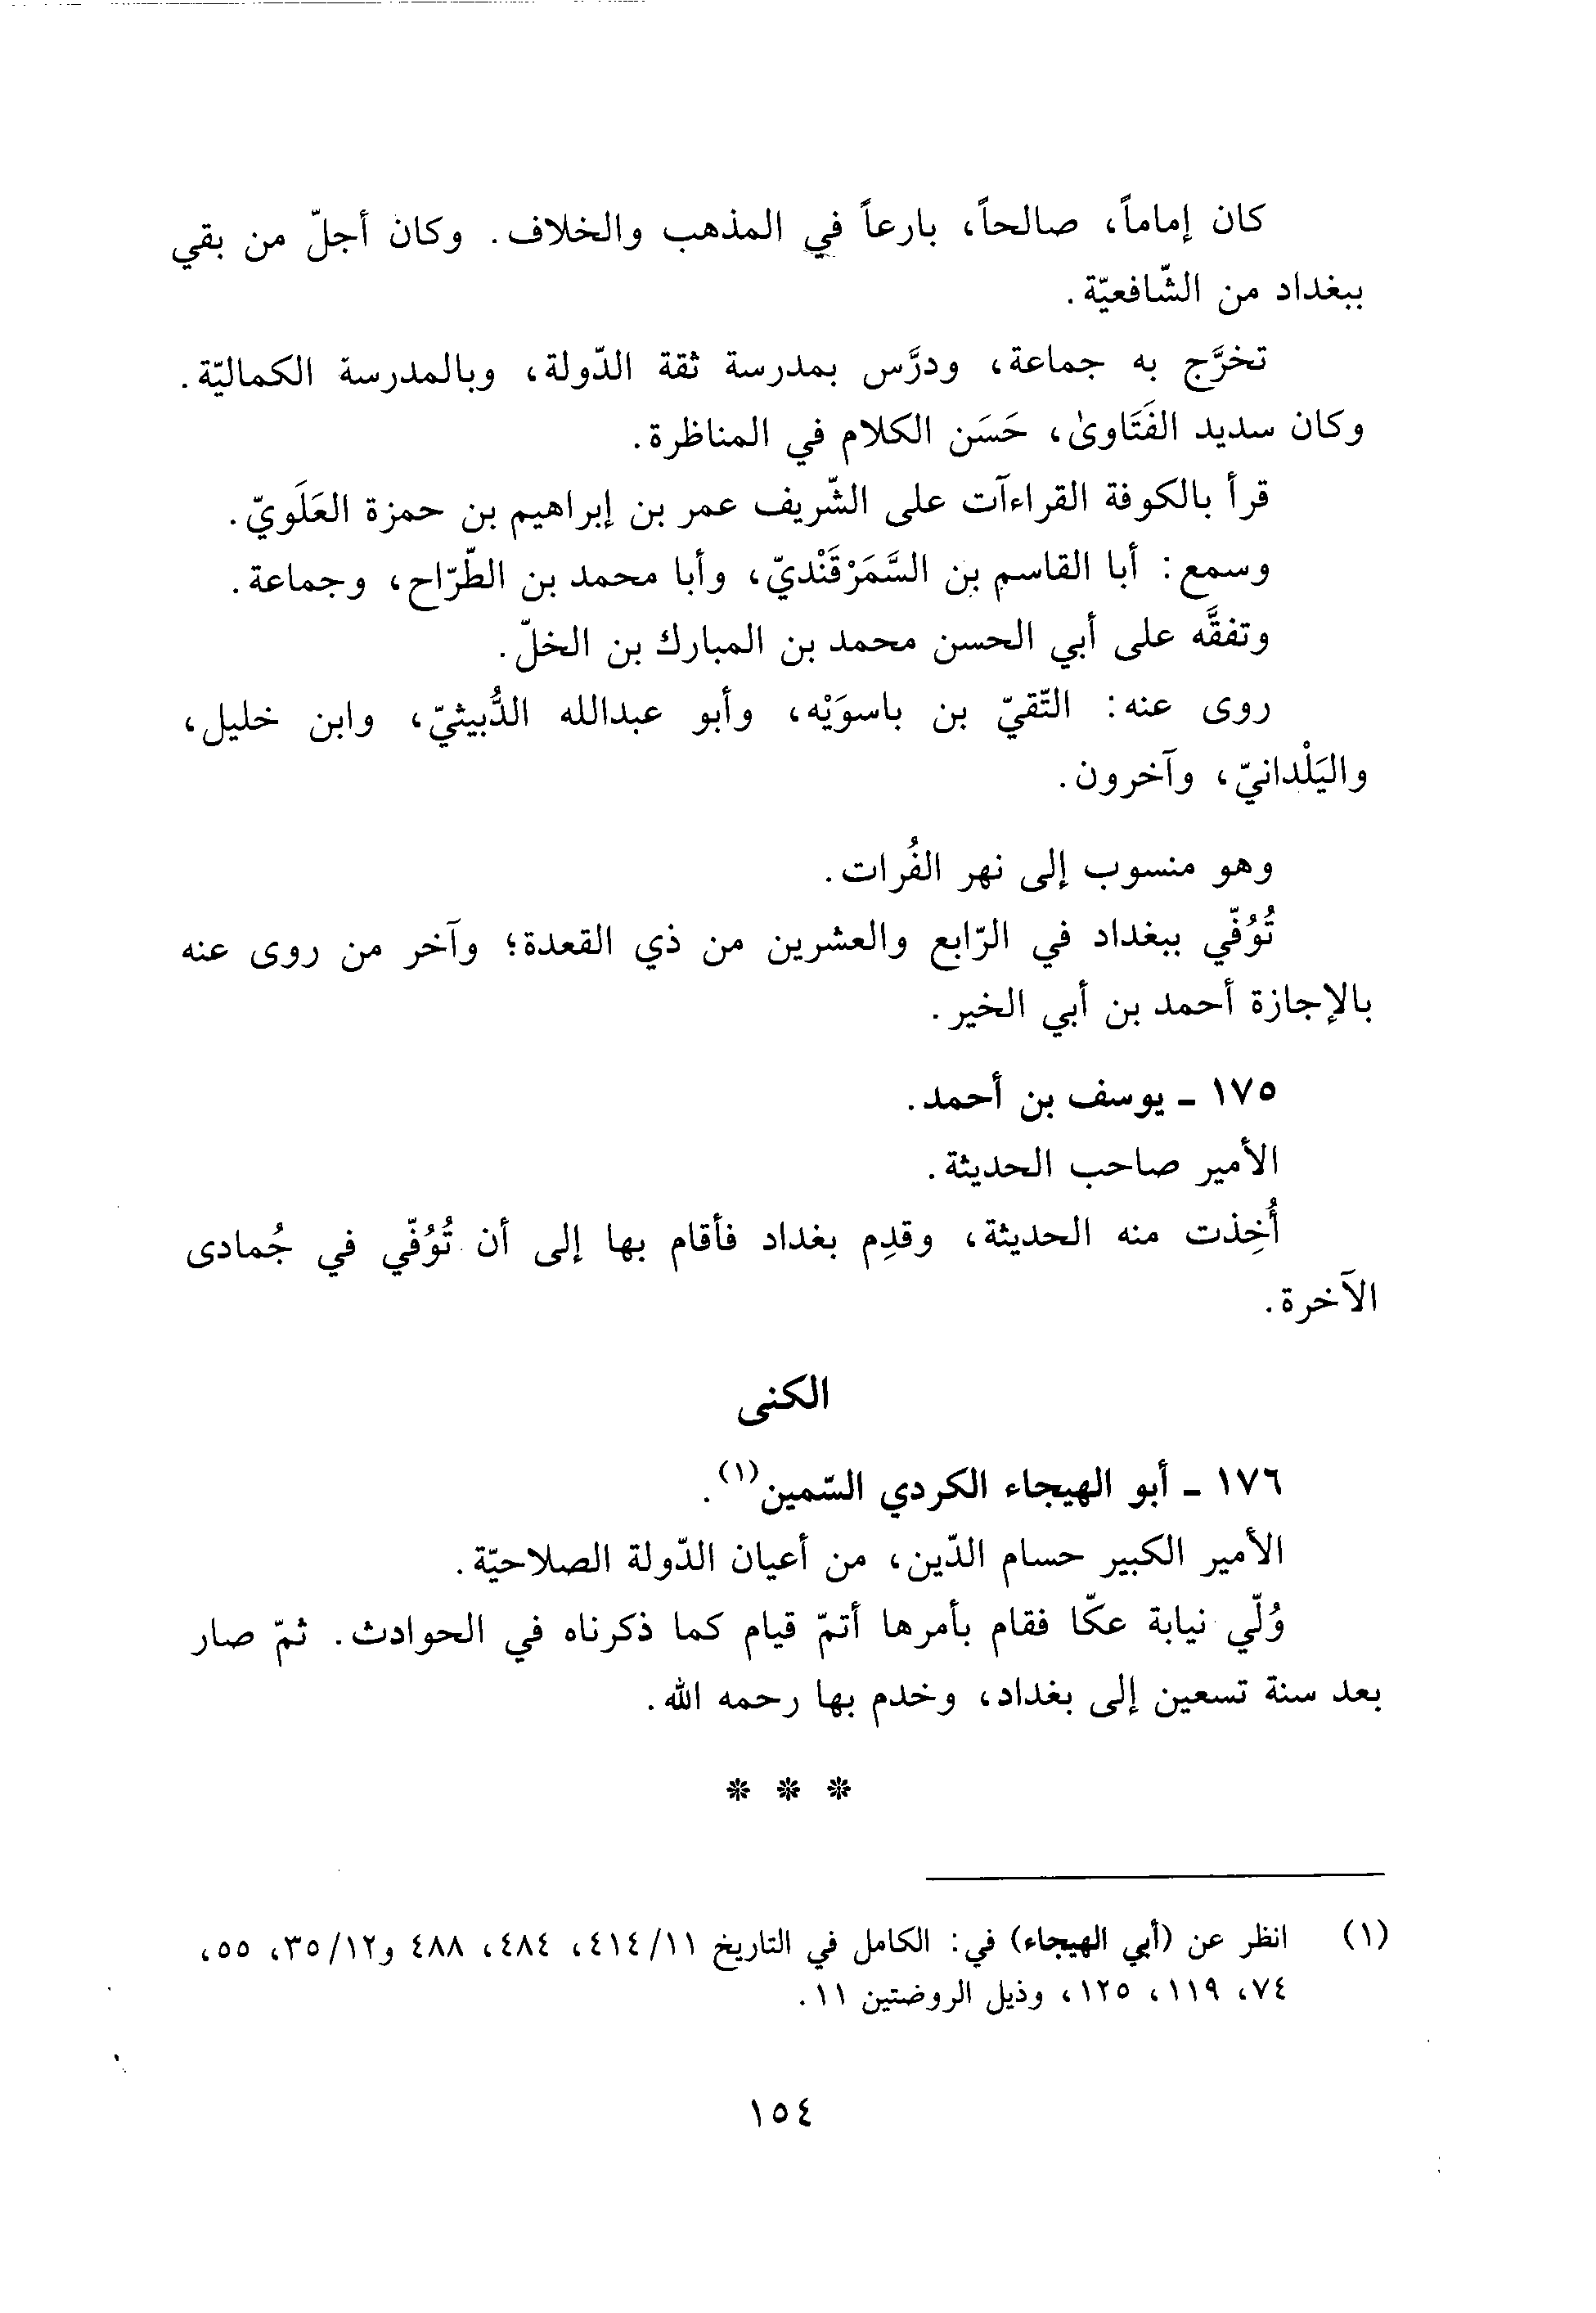 كان إماماً، صالحاً، بارعاً في المذهب والخلاف. وكان أجلّ من بقي
ببغداد من الشّافعيّة.
تخرَّج به جماعة، ودرَّس بمدرسة ثقة الدّولة، وبالمدرسة الكماليّة.
وكان سديد الفَتَاوىٰ، حَسَن الكلام في المناظرة.
قرأ بالكوفة القراءآت على الشّريف عمر بن إبراهيم بن حمزة العَلَويّ.
وسمع: أبا القاسم بن السَّمَرْقَنْديّ، وأبا محمد بن الطّرّاح، وجماعة.
وتفقَّه على أبي الحسن محمد بن المبارك بن الخلّ.
روى عنه: التّقيّ بن باسوَيْه، وأبو عبدالله الدُّبيثيّ، وابن خليل،
واليَلْدانيّ، وآخرون.
وهو منسوب إلى نهر الفُرات.
تُوُفّي ببغداد في الرّابع والعشرين من ذي القعدة؛ وآخر من روى عنه
بالإجازة أحمد بن أبي الخير.
١٧٥ ـ يوسف بن أحمد.
الأمير صاحب الحديثة.
أُخِذت منه الحديثة، وقدِم بغداد فأقام بها إلى أن تُوُفّي في جُمادى
الآخرة.
الكنى
١٧٦ ـ أبو الهيجاء الكردي السّمين(١).
الأمير الكبير حسام الدّين، من أعيان الدّولة الصلاحيّة.
وُلّي نيابة عكّا فقام بأمرها أتمّ قيام كما ذكرناه في الحوادث. ثمّ صار
بعد سنة تسعين إلى بغداد، وخدم بها رحمه الله.
* * *
(١) انظر عن (أبي الهيجاء) في: الكامل في التاريخ ٤١٤/١١، ٤٨٤، ٤٨٨ و٣٥/١٢، ٥٥،
٧٤، ١١٩، ١٢٥، وذيل الروضتين ١١.
١٥٤